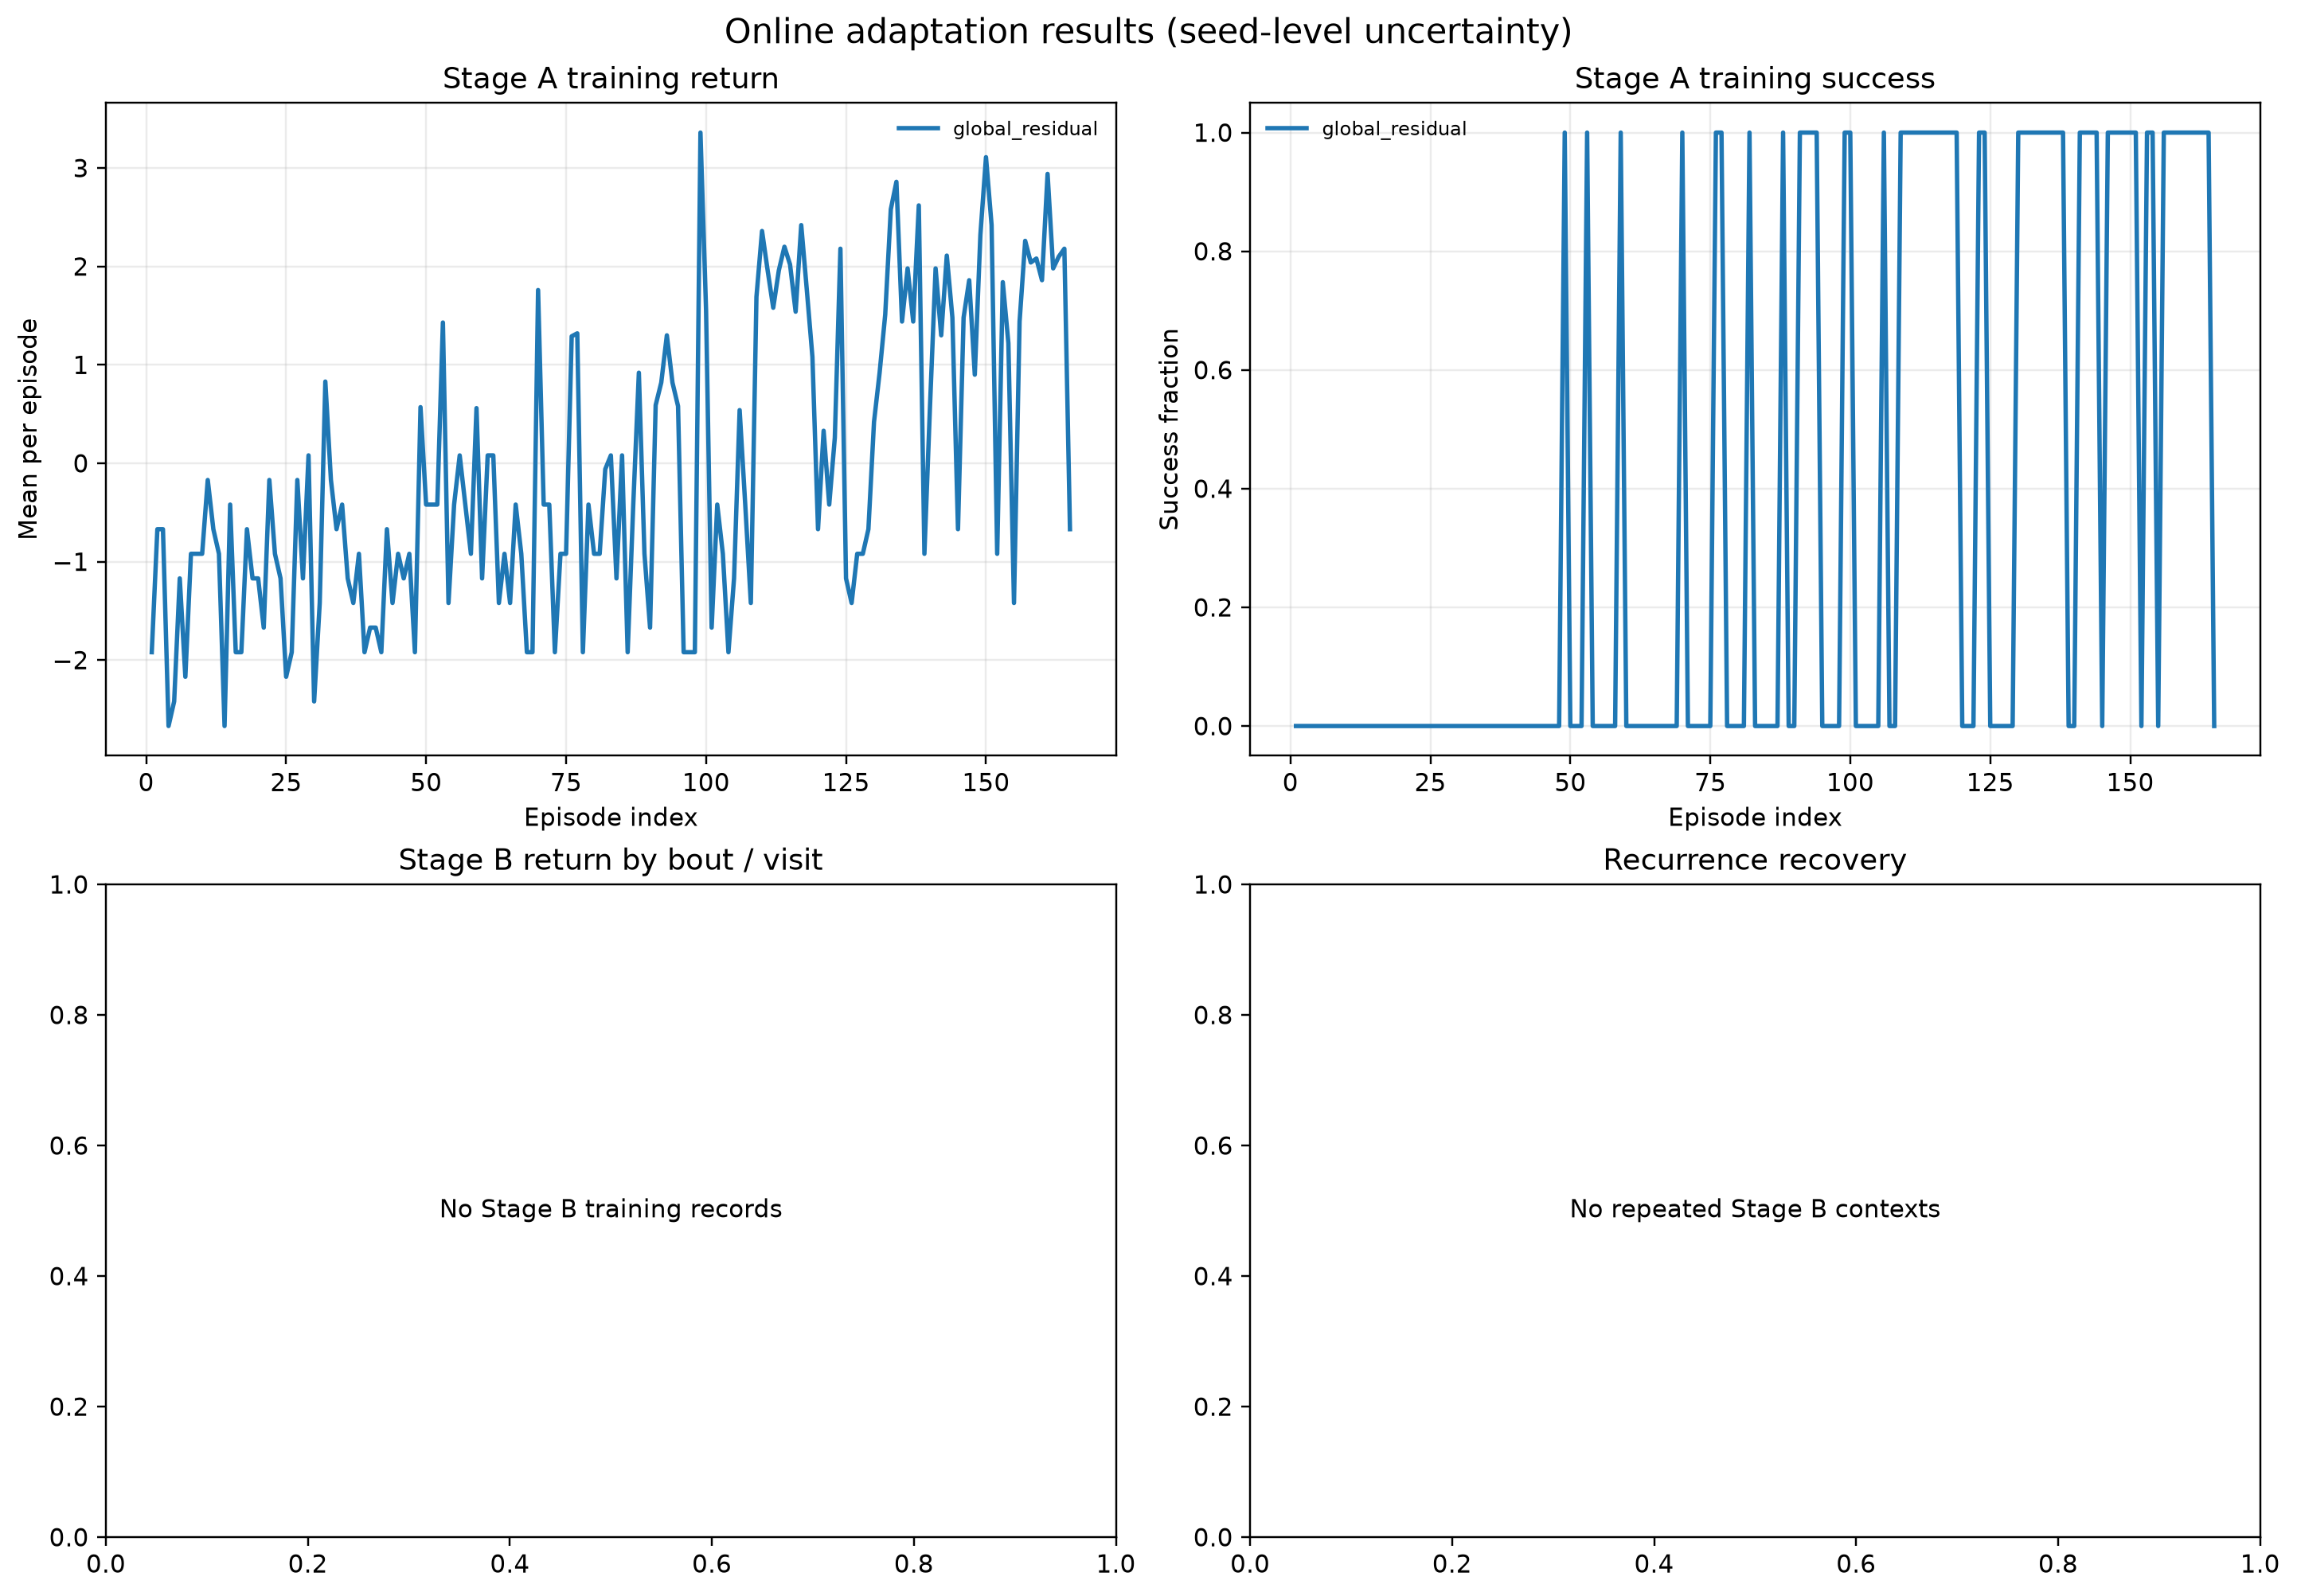 Online adaptation results (seed-level uncertainty)
Stage A training return
global_residual
3
2
1
0
−1
−2
Mean per episode
0 25 50 75 100 125 150
Episode index
Stage A training success
global_residual
1.0
0.8
0.6
0.4
0.2
0.0
Success fraction
0 25 50 75 100 125 150
Episode index
Stage B return by bout / visit
1.0
0.8
0.6
0.4
0.2
0.0
No Stage B training records
0.0 0.2 0.4 0.6 0.8 1.0
Recurrence recovery
1.0
0.8
0.6
0.4
0.2
0.0
No repeated Stage B contexts
0.0 0.2 0.4 0.6 0.8 1.0